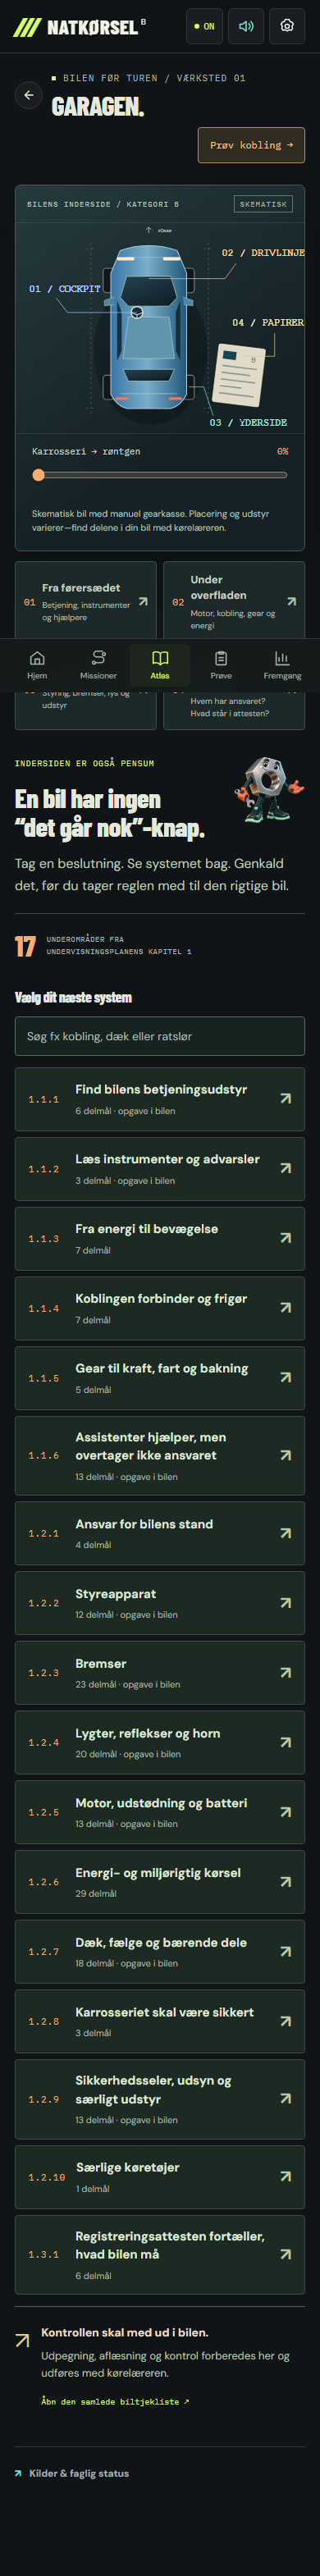 NATKØRSEL B
ON
BILEN FØR TUREN / VÆRKSTED 01
GARAGEN.
Prøv kobling →
BILENS INDERSIDE / KATEGORI B
SKEMATISK
02 / DRIVLINJE
01 / COCKPIT
04 / PAPIRER
B
03 / YDERSIDE
Karrosseri → røntgen
0%
Skematisk bil med manuel gearkasse. Placering og udstyr
varierer—find delene i din bil med kørelæreren.
01
Fra førersædet
Betjening, instrumenter
og hjælpere
02
Under
overfladen
Motor, kobling, gear og
energi
Hjem
Missioner
Atlas
Prøve
Fremgang
Styring, bremser, lys og
udstyr
Hvem har ansvaret?
Hvad står i attesten?
INDERSIDEN ER OGSÅ PENSUM
En bil har ingen
“det går nok”-knap.
Tag en beslutning. Se systemet bag. Genkald
det, før du tager reglen med til den rigtige bil.
17
UNDEROMRÅDER FRA
UNDERVISNINGSPLANENS KAPITEL 1
Vælg dit næste system
Søg fx kobling, dæk eller ratslør
1.1.1
Find bilens betjeningsudstyr
6 delmål · opgave i bilen
1.1.2
Læs instrumenter og advarsler
3 delmål · opgave i bilen
1.1.3
Fra energi til bevægelse
7 delmål
1.1.4
Koblingen forbinder og frigør
7 delmål
1.1.5
Gear til kraft, fart og bakning
5 delmål
1.1.6
Assistenter hjælper, men
overtager ikke ansvaret
13 delmål · opgave i bilen
1.2.1
Ansvar for bilens stand
4 delmål
1.2.2
Styreapparat
12 delmål · opgave i bilen
1.2.3
Bremser
23 delmål · opgave i bilen
1.2.4
Lygter, reflekser og horn
20 delmål · opgave i bilen
1.2.5
Motor, udstødning og batteri
13 delmål · opgave i bilen
1.2.6
Energi- og miljørigtig kørsel
29 delmål
1.2.7
Dæk, fælge og bærende dele
18 delmål · opgave i bilen
1.2.8
Karrosseriet skal være sikkert
3 delmål
1.2.9
Sikkerhedsseler, udsyn og
særligt udstyr
13 delmål · opgave i bilen
1.2.10
Særlige køretøjer
1 delmål
1.3.1
Registreringsattesten fortæller,
hvad bilen må
6 delmål
Kontrollen skal med ud i bilen.
Udpegning, aflæsning og kontrol forberedes her og
udføres med kørelæreren.
Åbn den samlede biltjekliste ↗
Kilder & faglig status